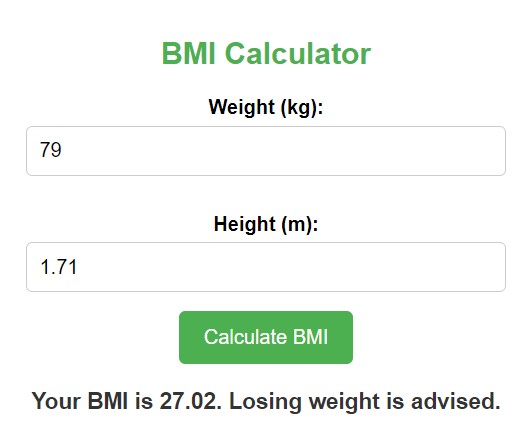 BMI Calculator
Weight (kg):
79
Height (m):
1.71
Calculate BMI
Your BMI is 27.02. Losing weight is advised.